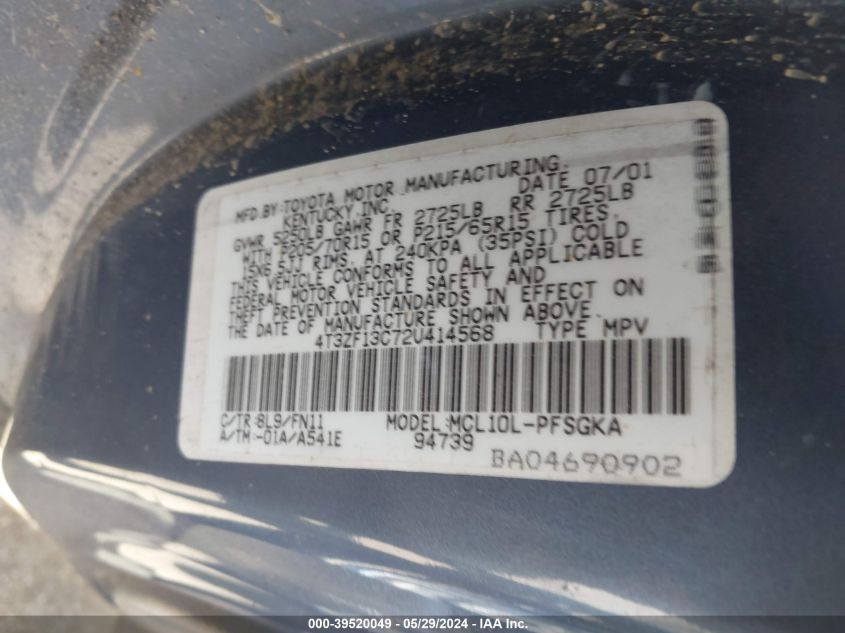 MFD.BY:TOYOTA MOTOR MANUFACTURING.
KENTUCKY,INC. DATE 07/01
GVWR 5250LB GAWR FR 2725LB RR 2725LB
WITH P205/70R15 OR P215/65R15 TIRES,
15X6.5JJ RIMS, AT 240KPA (35PSI) COLD
THIS VEHICLE CONFORMS TO ALL APPLICABLE
FEDERAL MOTOR VEHICLE SAFETY AND
THEFT PREVENTION STANDARDS IN EFFECT ON
THE DATE OF MANUFACTURE SHOWN ABOVE.
4T3ZF13C72U414568 TYPE MPV
C/TR:8L9/FN11 MODEL:MCL10L-PFSGKA
A/TM:-01A/A541E 94739
BA04690902
000-39520049 - 05/29/2024 - IAA Inc.